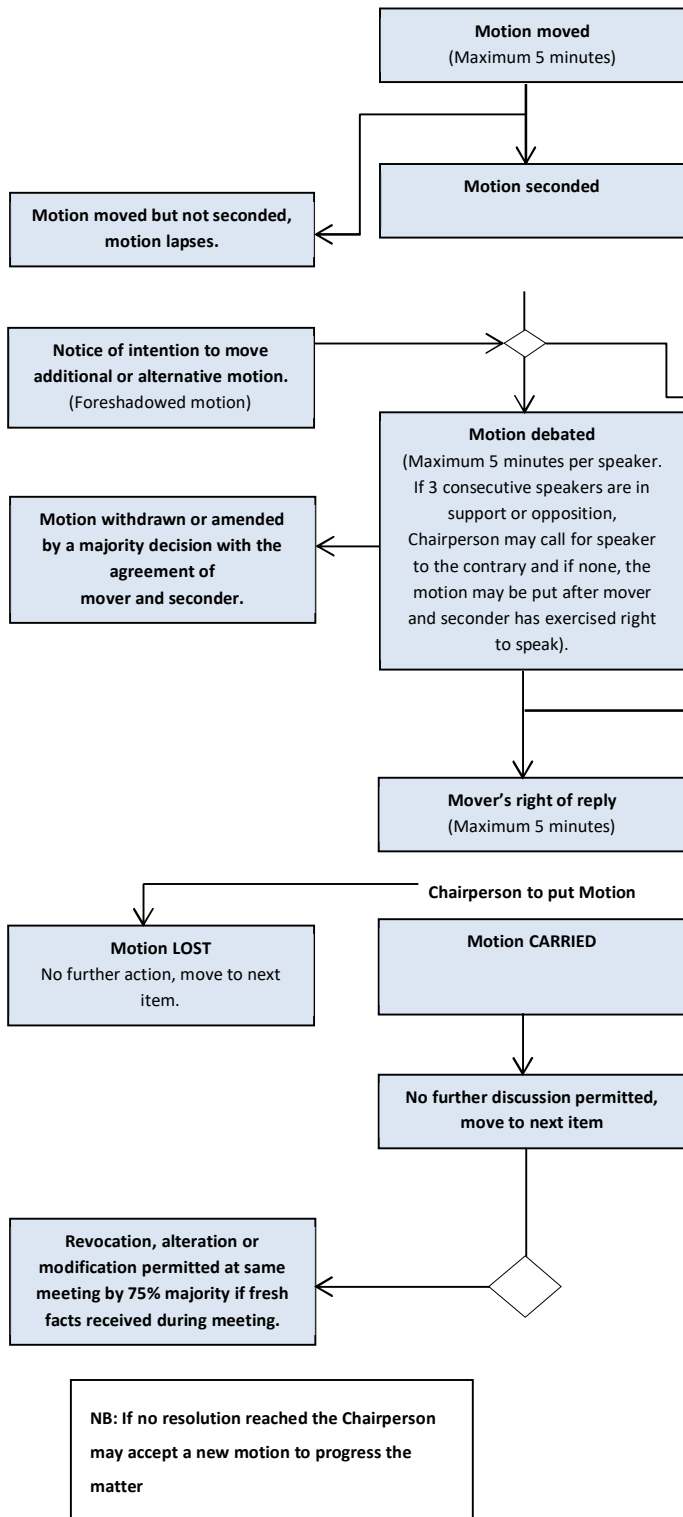 Motion moved
(Maximum 5 minutes)
Motion seconded
Motion moved but not seconded,
motion lapses.
Notice of intention to move
additional or alternative motion.
(Foreshadowed motion)
Motion debated
(Maximum 5 minutes per speaker.
If 3 consecutive speakers are in
support or opposition,
Chairperson may call for speaker
to the contrary and if none, the
motion may be put after mover
and seconder has exercised right
to speak).
Motion withdrawn or amended
by a majority decision with the
agreement of
mover and seconder.
Mover’s right of reply
(Maximum 5 minutes)
Chairperson to put Motion
Motion LOST
No further action, move to next
item.
Motion CARRIED
No further discussion permitted,
move to next item
Revocation, alteration or
modification permitted at same
meeting by 75% majority if fresh
facts received during meeting.
NB: If no resolution reached the Chairperson
may accept a new motion to progress the
matter